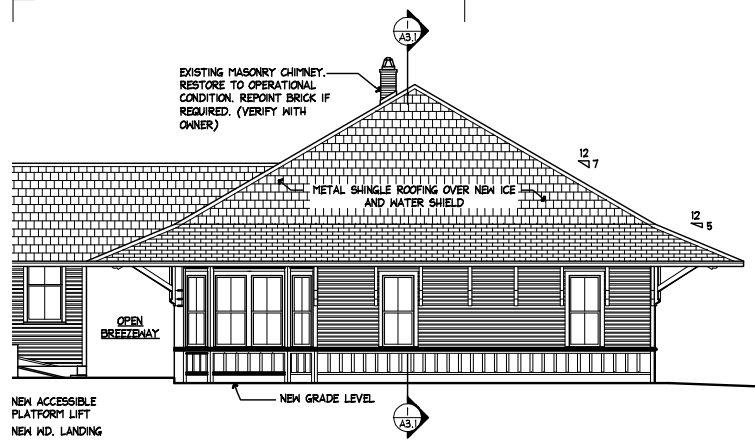 1
A3.1
EXISTING MASONRY CHIMNEY.
RESTORE TO OPERATIONAL
CONDITION. REPOINT BRICK IF
REQUIRED. (VERIFY WITH
OWNER)
12
7
METAL SHINGLE ROOFING OVER NEW ICE
AND WATER SHIELD
12
5
OPEN
BREEZEWAY
NEW ACCESSIBLE
PLATFORM LIFT
NEW WD. LANDING
NEW GRADE LEVEL
1
A3.1